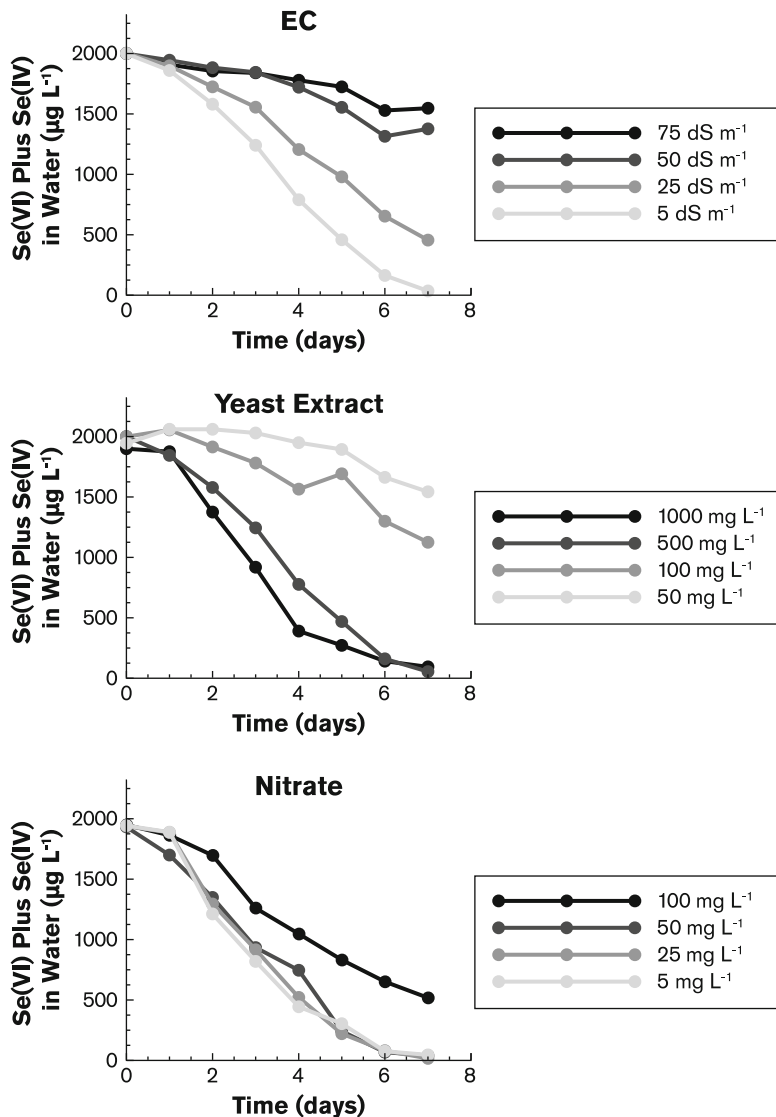 EC
Se(VI) Plus Se(IV)
in Water (µg L⁻¹)
2000
1500
1000
500
0
0 2 4 6 8
Time (days)
75 dS m⁻¹
50 dS m⁻¹
25 dS m⁻¹
5 dS m⁻¹
Yeast Extract
Se(VI) Plus Se(IV)
in Water (µg L⁻¹)
2000
1500
1000
500
0
0 2 4 6 8
Time (days)
1000 mg L⁻¹
500 mg L⁻¹
100 mg L⁻¹
50 mg L⁻¹
Nitrate
Se(VI) Plus Se(IV)
in Water (µg L⁻¹)
2000
1500
1000
500
0
0 2 4 6 8
Time (days)
100 mg L⁻¹
50 mg L⁻¹
25 mg L⁻¹
5 mg L⁻¹